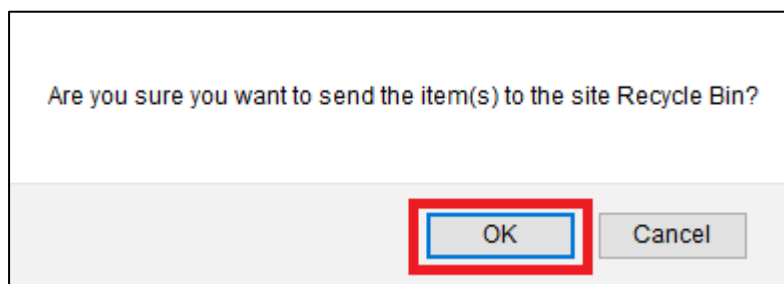 Are you sure you want to send the item(s) to the site Recycle Bin?
OK Cancel